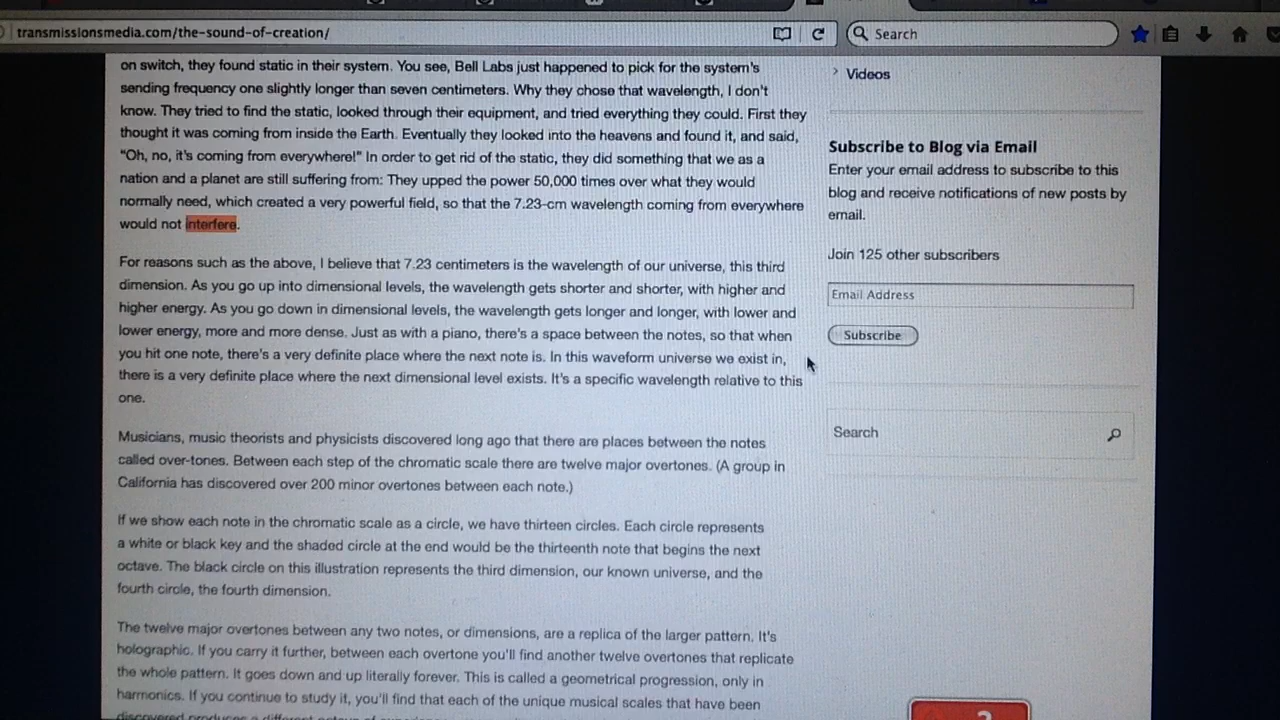 transmissionsmedia.com/the-sound-of-creation/
Search
on switch, they found static in their system. You see, Bell Labs just happened to pick for the system's
sending frequency one slightly longer than seven centimeters. Why they chose that wavelength, I don't
know. They tried to find the static, looked through their equipment, and tried everything they could. First they
thought it was coming from inside the Earth. Eventually they looked into the heavens and found it, and said,
"Oh, no, it's coming from everywhere!" In order to get rid of the static, they did something that we as a
nation and a planet are still suffering from: They upped the power 50,000 times over what they would
normally need, which created a very powerful field, so that the 7.23-cm wavelength coming from everywhere
would not interfere.
For reasons such as the above, I believe that 7.23 centimeters is the wavelength of our universe, this third
dimension. As you go up into dimensional levels, the wavelength gets shorter and shorter, with higher and
higher energy. As you go down in dimensional levels, the wavelength gets longer and longer, with lower and
lower energy, more and more dense. Just as with a piano, there's a space between the notes, so that when
you hit one note, there's a very definite place where the next note is. In this waveform universe we exist in,
there is a very definite place where the next dimensional level exists. It's a specific wavelength relative to this
one.
Musicians, music theorists and physicists discovered long ago that there are places between the notes
called over-tones. Between each step of the chromatic scale there are twelve major overtones. (A group in
California has discovered over 200 minor overtones between each note.)
If we show each note in the chromatic scale as a circle, we have thirteen circles. Each circle represents
a white or black key and the shaded circle at the end would be the thirteenth note that begins the next
octave. The black circle on this illustration represents the third dimension, our known universe, and the
fourth circle, the fourth dimension.
The twelve major overtones between any two notes, or dimensions, are a replica of the larger pattern. It's
holographic. If you carry it further, between each overtone you'll find another twelve overtones that replicate
the whole pattern. It goes down and up literally forever. This is called a geometrical progression, only in
harmonics. If you continue to study it, you'll find that each of the unique musical scales that have been
discovered produces a different octave of
Videos
Subscribe to Blog via Email
Enter your email address to subscribe to this
blog and receive notifications of new posts by
email.
Join 125 other subscribers
Email Address
Subscribe
Search